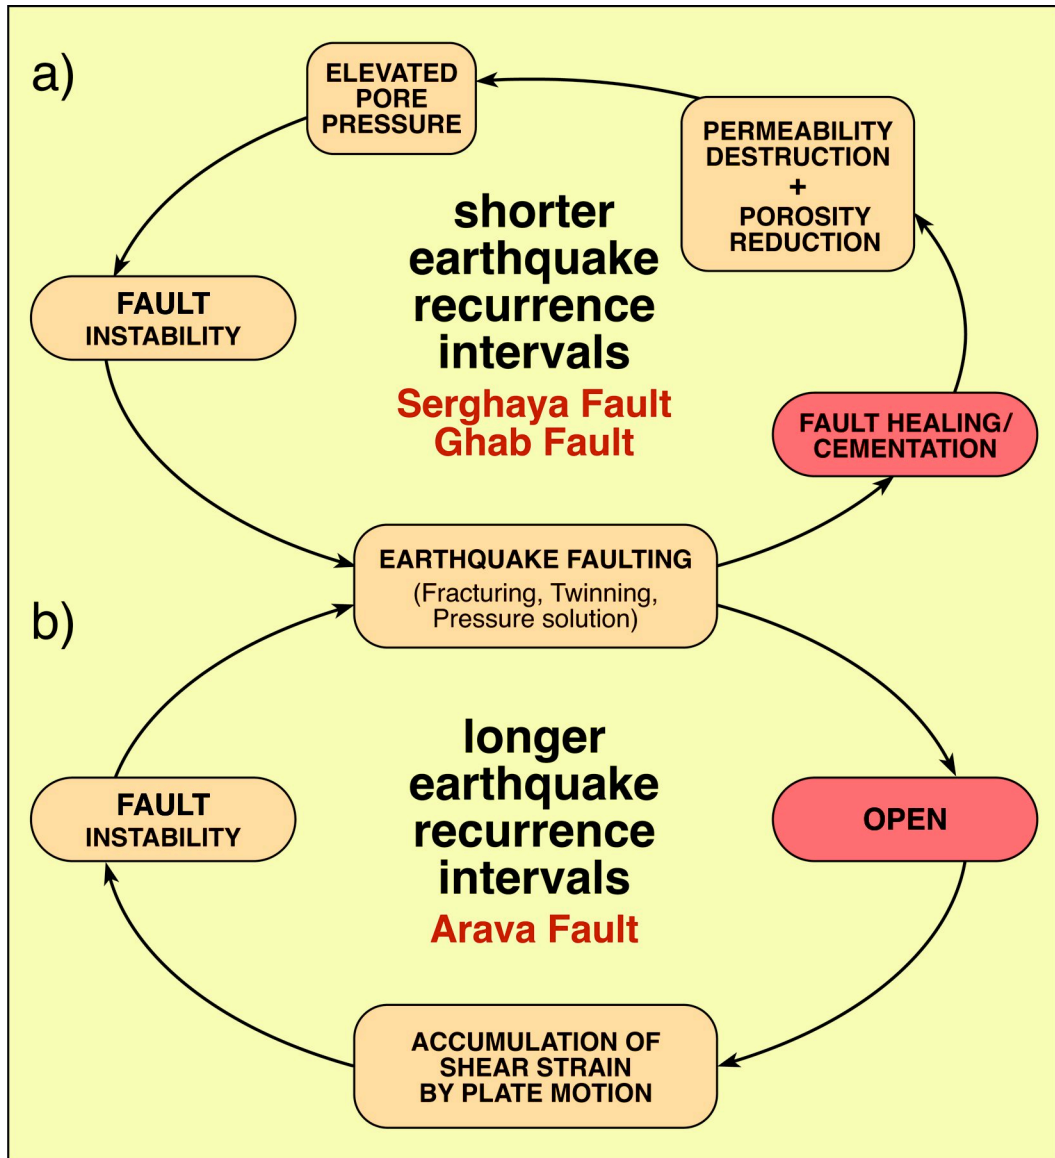 a)
ELEVATED
PORE
PRESSURE
PERMEABILITY
DESTRUCTION
+
POROSITY
REDUCTION
shorter
earthquake
recurrence
intervals
Serghaya Fault
Ghab Fault
FAULT
INSTABILITY
FAULT HEALING/
CEMENTATION
EARTHQUAKE FAULTING
(Fracturing, Twinning,
Pressure solution)
b)
longer
earthquake
recurrence
intervals
Arava Fault
FAULT
INSTABILITY
OPEN
ACCUMULATION OF
SHEAR STRAIN
BY PLATE MOTION